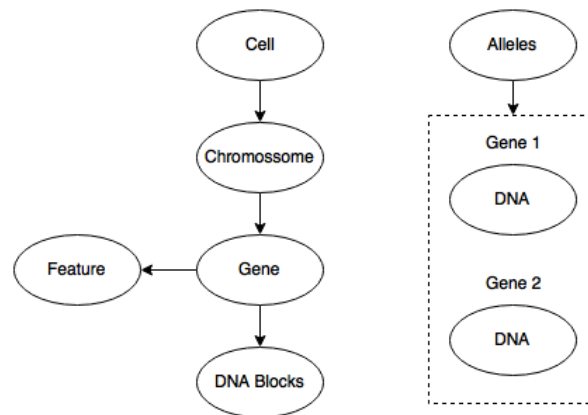 Cell
Chromossome
Feature
Gene
DNA Blocks
Alleles
Gene 1
DNA
Gene 2
DNA